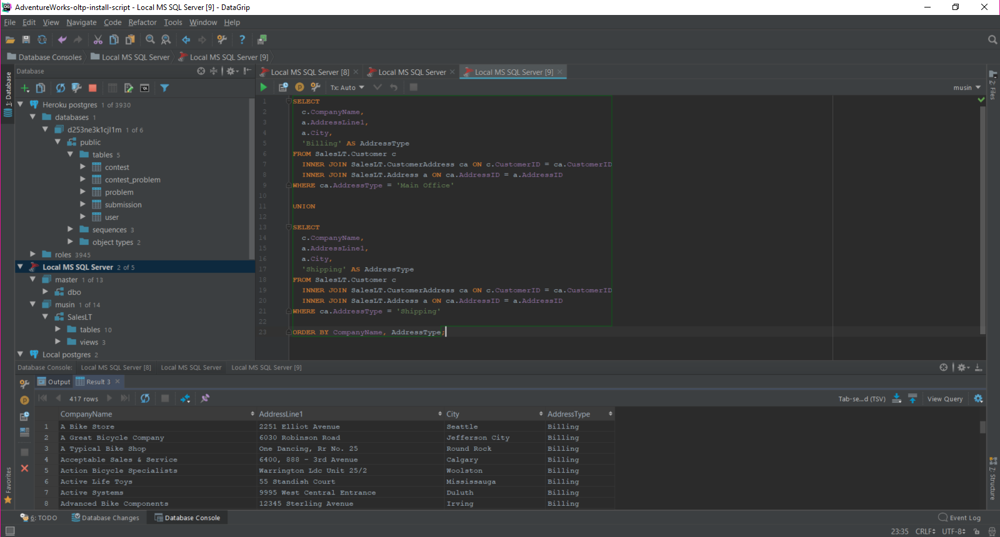 AdventureWorks-oltp-install-script - Local MS SQL Server [9] - DataGrip
File Edit View Navigate Code Refactor Tools Window Help
Database Consoles Local MS SQL Server Local MS SQL Server [9]
1: Database
Database
Heroku postgres 1 of 3930
databases 1
d253ne3k1cjl1m 1 of 6
public
tables 5
contest
contest_problem
problem
submission
user
sequences 3
object types 2
roles 3945
Local MS SQL Server 2 of 5
master 1 of 13
dbo
musin 1 of 14
SalesLT
tables 10
views 3
Local postgres 2
Local MS SQL Server [8] Local MS SQL Server Local MS SQL Server [9]
Tx: Auto musin
2: Files
1 SELECT
2 c.CompanyName,
3 a.AddressLine1,
4 a.City,
5 'Billing' AS AddressType
6 FROM SalesLT.Customer c
7 INNER JOIN SalesLT.CustomerAddress ca ON c.CustomerID = ca.CustomerID
8 INNER JOIN SalesLT.Address a ON ca.AddressID = a.AddressID
9 WHERE ca.AddressType = 'Main Office'
10
11 UNION
12
13 SELECT
14 c.CompanyName,
15 a.AddressLine1,
16 a.City,
17 'Shipping' AS AddressType
18 FROM SalesLT.Customer c
19 INNER JOIN SalesLT.CustomerAddress ca ON c.CustomerID = ca.CustomerID
20 INNER JOIN SalesLT.Address a ON ca.AddressID = a.AddressID
21 WHERE ca.AddressType = 'Shipping'
22
23 ORDER BY CompanyName, AddressType;
Database Console: Local MS SQL Server [8] Local MS SQL Server Local MS SQL Server [9]
Output Result 3
417 rows Tab-se...d (TSV) View Query
CompanyName AddressLine1 City AddressType
1 A Bike Store 2251 Elliot Avenue Seattle Billing
2 A Great Bicycle Company 6030 Robinson Road Jefferson City Billing
3 A Typical Bike Shop One Dancing, Rr No. 25 Round Rock Billing
4 Acceptable Sales & Service 6400, 888 - 3rd Avenue Calgary Billing
5 Action Bicycle Specialists Warrington Ldc Unit 25/2 Woolston Billing
6 Active Life Toys 55 Standish Court Mississauga Billing
7 Active Systems 9995 West Central Entrance Duluth Billing
8 Advanced Bike Components 12345 Sterling Avenue Irving Billing
Favorites
Z: Structure
6: TODO Database Changes Database Console Event Log
23:35 CRLF UTF-8